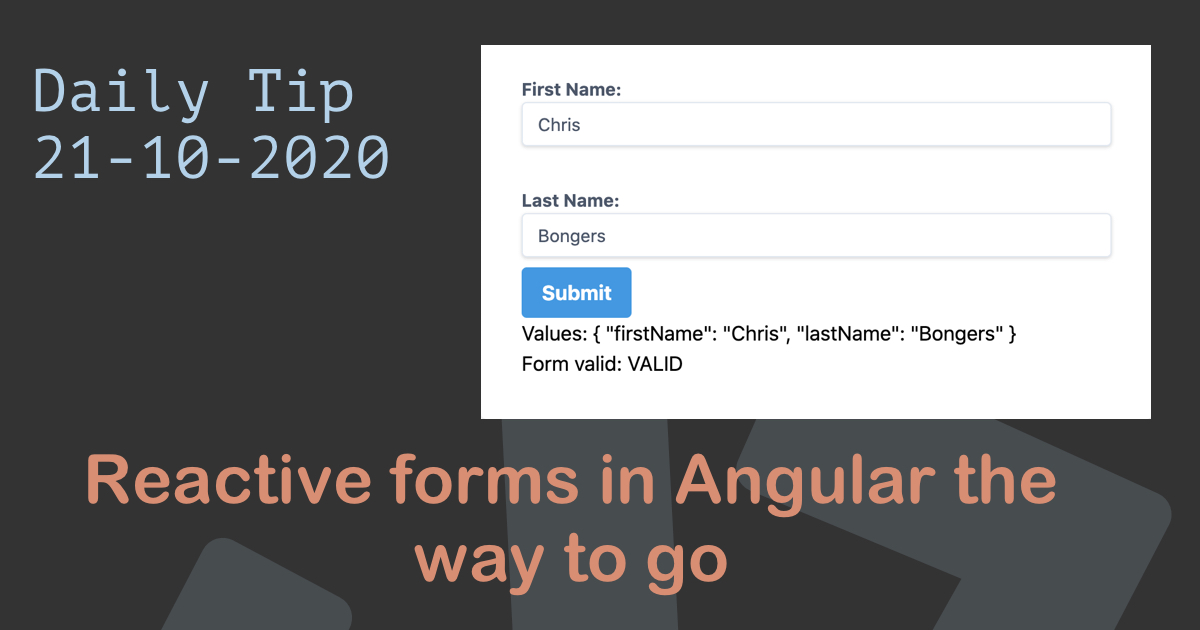 Daily Tip
21-10-2020
First Name:
Chris
Last Name:
Bongers
Submit
Values: { "firstName": "Chris", "lastName": "Bongers" }
Form valid: VALID
Reactive forms in Angular the
way to go